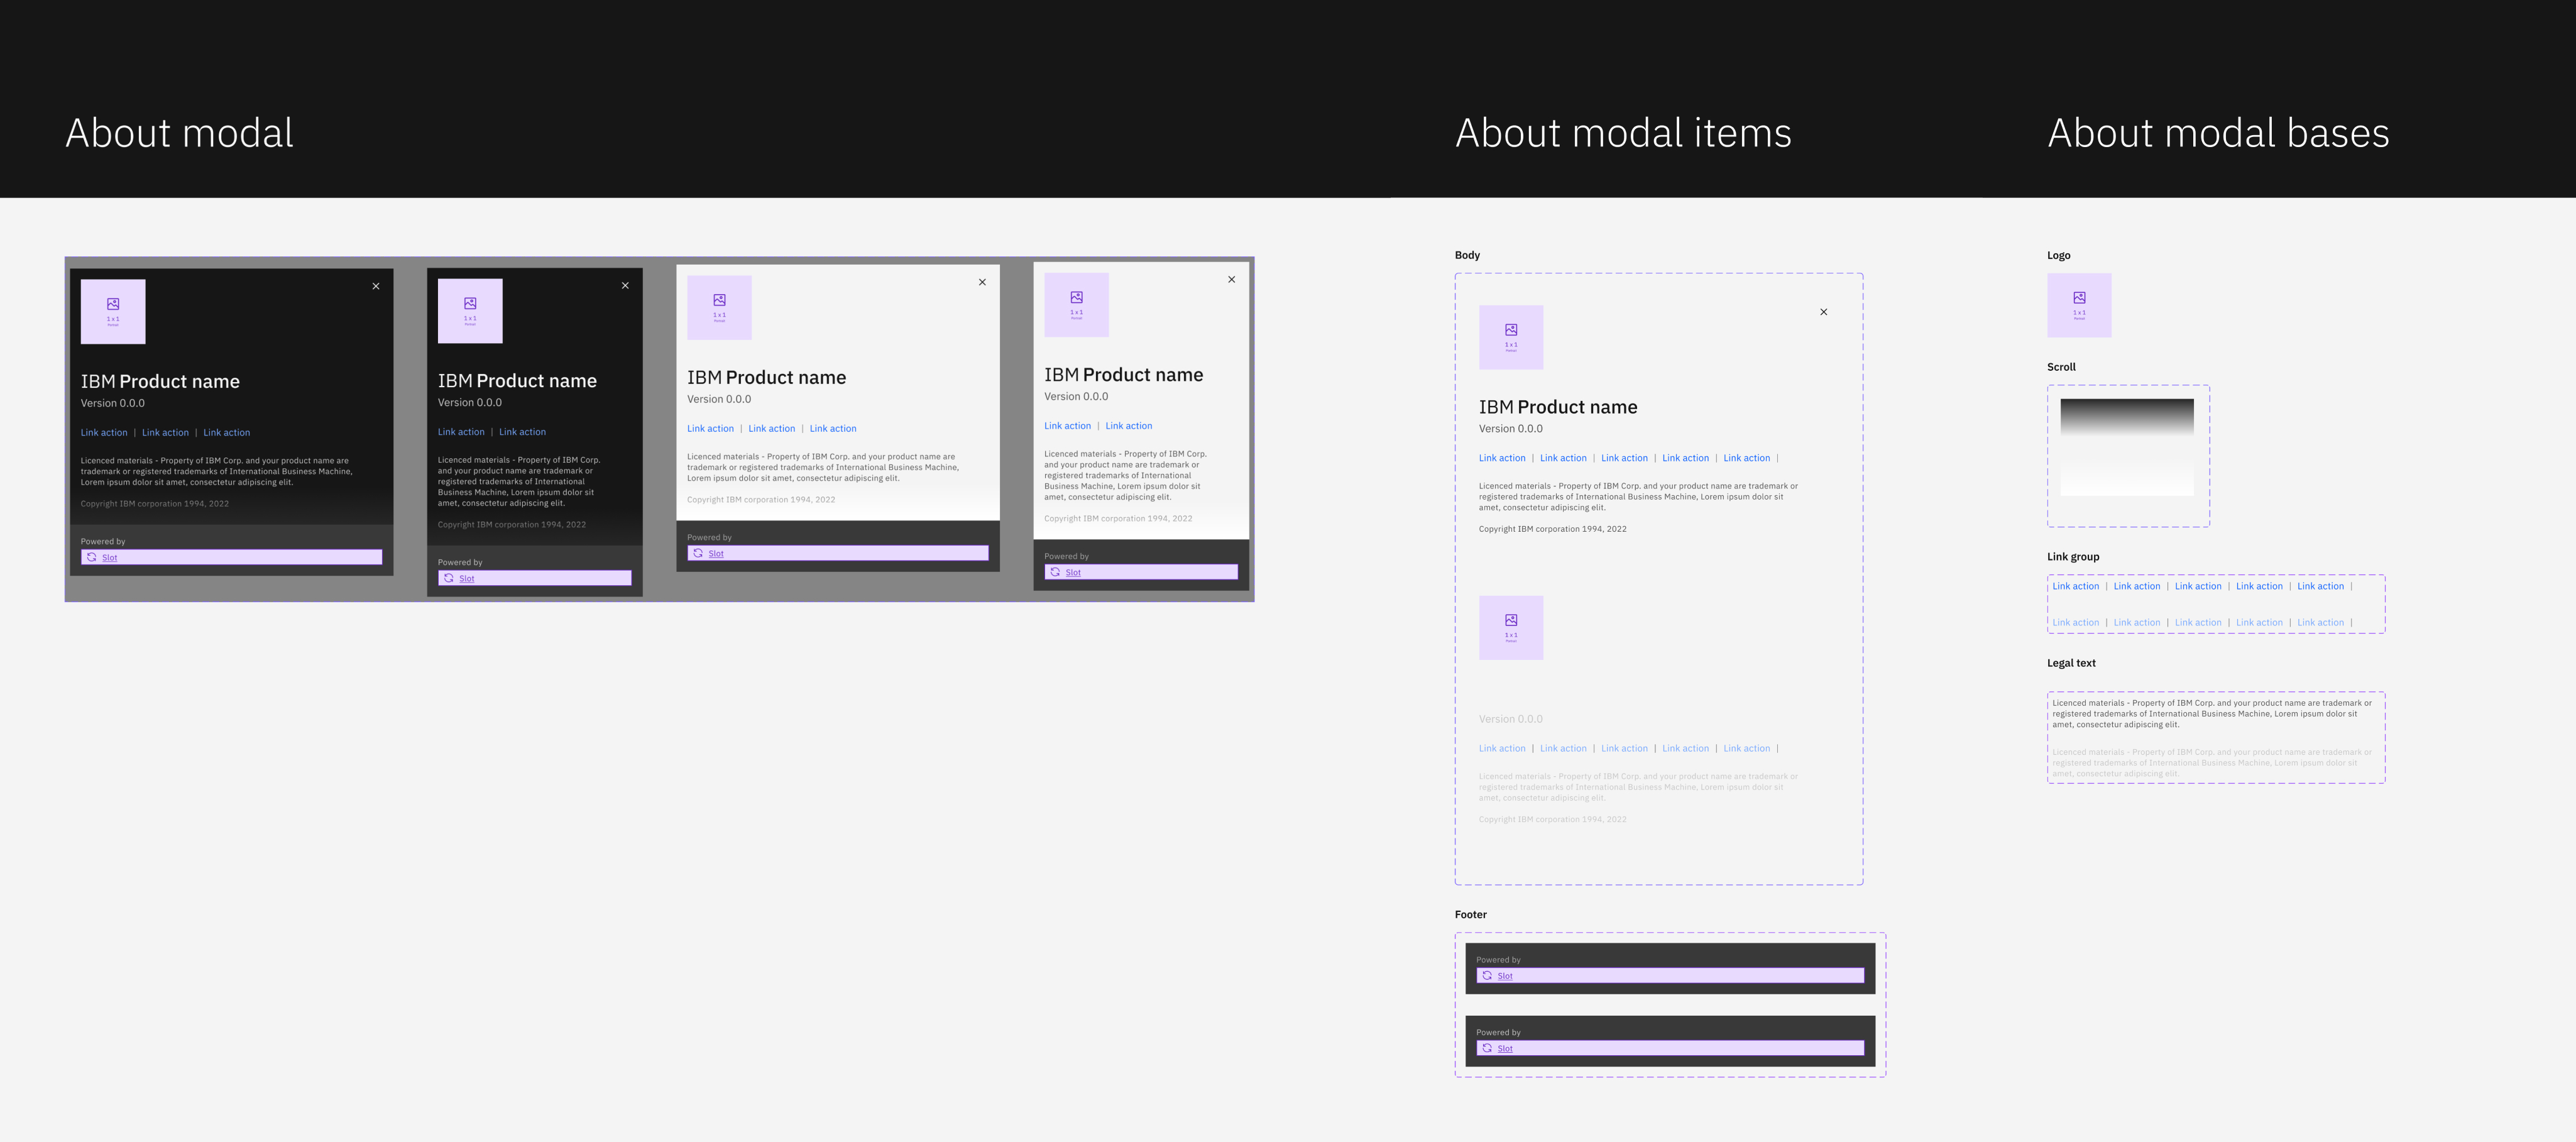 About modal
About modal items
About modal bases
1 x 1
IBM Product name
Version 0.0.0
Link action | Link action | Link action
Licenced materials - Property of IBM Corp. and your product name are
trademark or registered trademarks of International Business Machine,
Lorem ipsum dolor sit amet, consectetur adipiscing elit.
Copyright IBM corporation 1994, 2022
Powered by
Slot
1 x 1
IBM Product name
Version 0.0.0
Link action | Link action
Licenced materials - Property of IBM Corp.
and your product name are trademark or
registered trademarks of International
Business Machine, Lorem ipsum dolor sit
amet, consectetur adipiscing elit.
Copyright IBM corporation 1994, 2022
Powered by
Slot
1 x 1
IBM Product name
Version 0.0.0
Link action | Link action | Link action
Licenced materials - Property of IBM Corp. and your product name are
trademark or registered trademarks of International Business Machine,
Lorem ipsum dolor sit amet, consectetur adipiscing elit.
Copyright IBM corporation 1994, 2022
Powered by
Slot
1 x 1
IBM Product name
Version 0.0.0
Link action | Link action
Licenced materials - Property of IBM Corp.
and your product name are trademark or
registered trademarks of International
Business Machine, Lorem ipsum dolor sit
amet, consectetur adipiscing elit.
Copyright IBM corporation 1994, 2022
Powered by
Slot
Body
1 x 1
IBM Product name
Version 0.0.0
Link action | Link action | Link action | Link action | Link action |
Licenced materials - Property of IBM Corp. and your product name are trademark or
registered trademarks of International Business Machine, Lorem ipsum dolor sit
amet, consectetur adipiscing elit.
Copyright IBM corporation 1994, 2022
1 x 1
Version 0.0.0
Link action | Link action | Link action | Link action | Link action |
Licenced materials - Property of IBM Corp. and your product name are trademark or
registered trademarks of International Business Machine, Lorem ipsum dolor sit
amet, consectetur adipiscing elit.
Copyright IBM corporation 1994, 2022
Footer
Powered by
Slot
Powered by
Slot
Logo
1 x 1
Scroll
Link group
Link action | Link action | Link action | Link action | Link action |
Link action | Link action | Link action | Link action | Link action |
Legal text
Licenced materials - Property of IBM Corp. and your product name are trademark or
registered trademarks of International Business Machine, Lorem ipsum dolor sit
amet, consectetur adipiscing elit.
Licenced materials - Property of IBM Corp. and your product name are trademark or
registered trademarks of International Business Machine, Lorem ipsum dolor sit
amet, consectetur adipiscing elit.